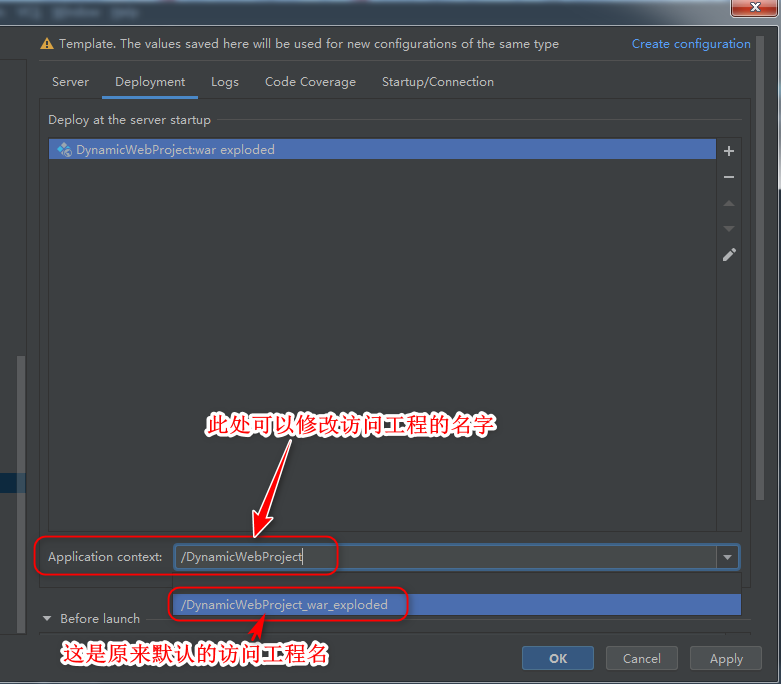 Template. The values saved here will be used for new configurations of the same type
Create configuration
Server
Deployment
Logs
Code Coverage
Startup/Connection
Deploy at the server startup
DynamicWebProject:war exploded
此处可以修改访问工程的名字
Application context:
/DynamicWebProject
/DynamicWebProject_war_exploded
Before launch
这是原来默认的访问工程名
OK
Cancel
Apply